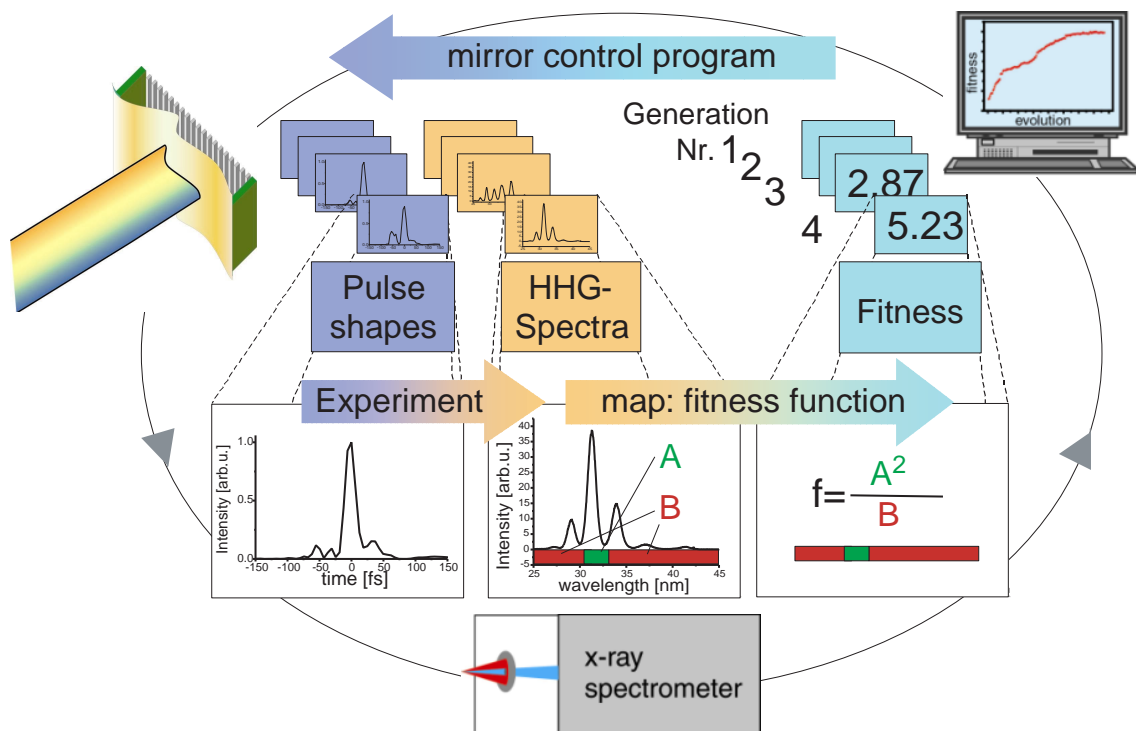 mirror control program
fitness
evolution
Generation
Nr. 1
2
3
4
2.87
5.23
Pulse
shapes
HHG-
Spectra
Fitness
Experiment
map: fitness function
Intensity [arb.u.]
1.0
0.5
0.0
-150 -100 -50 0 50 100 150
time [fs]
Intensity [arb.u.]
40
35
30
25
20
15
10
5
0
-5
25 30 35 40 45
wavelength [nm]
A
B
f= A²
B
x-ray
spectrometer